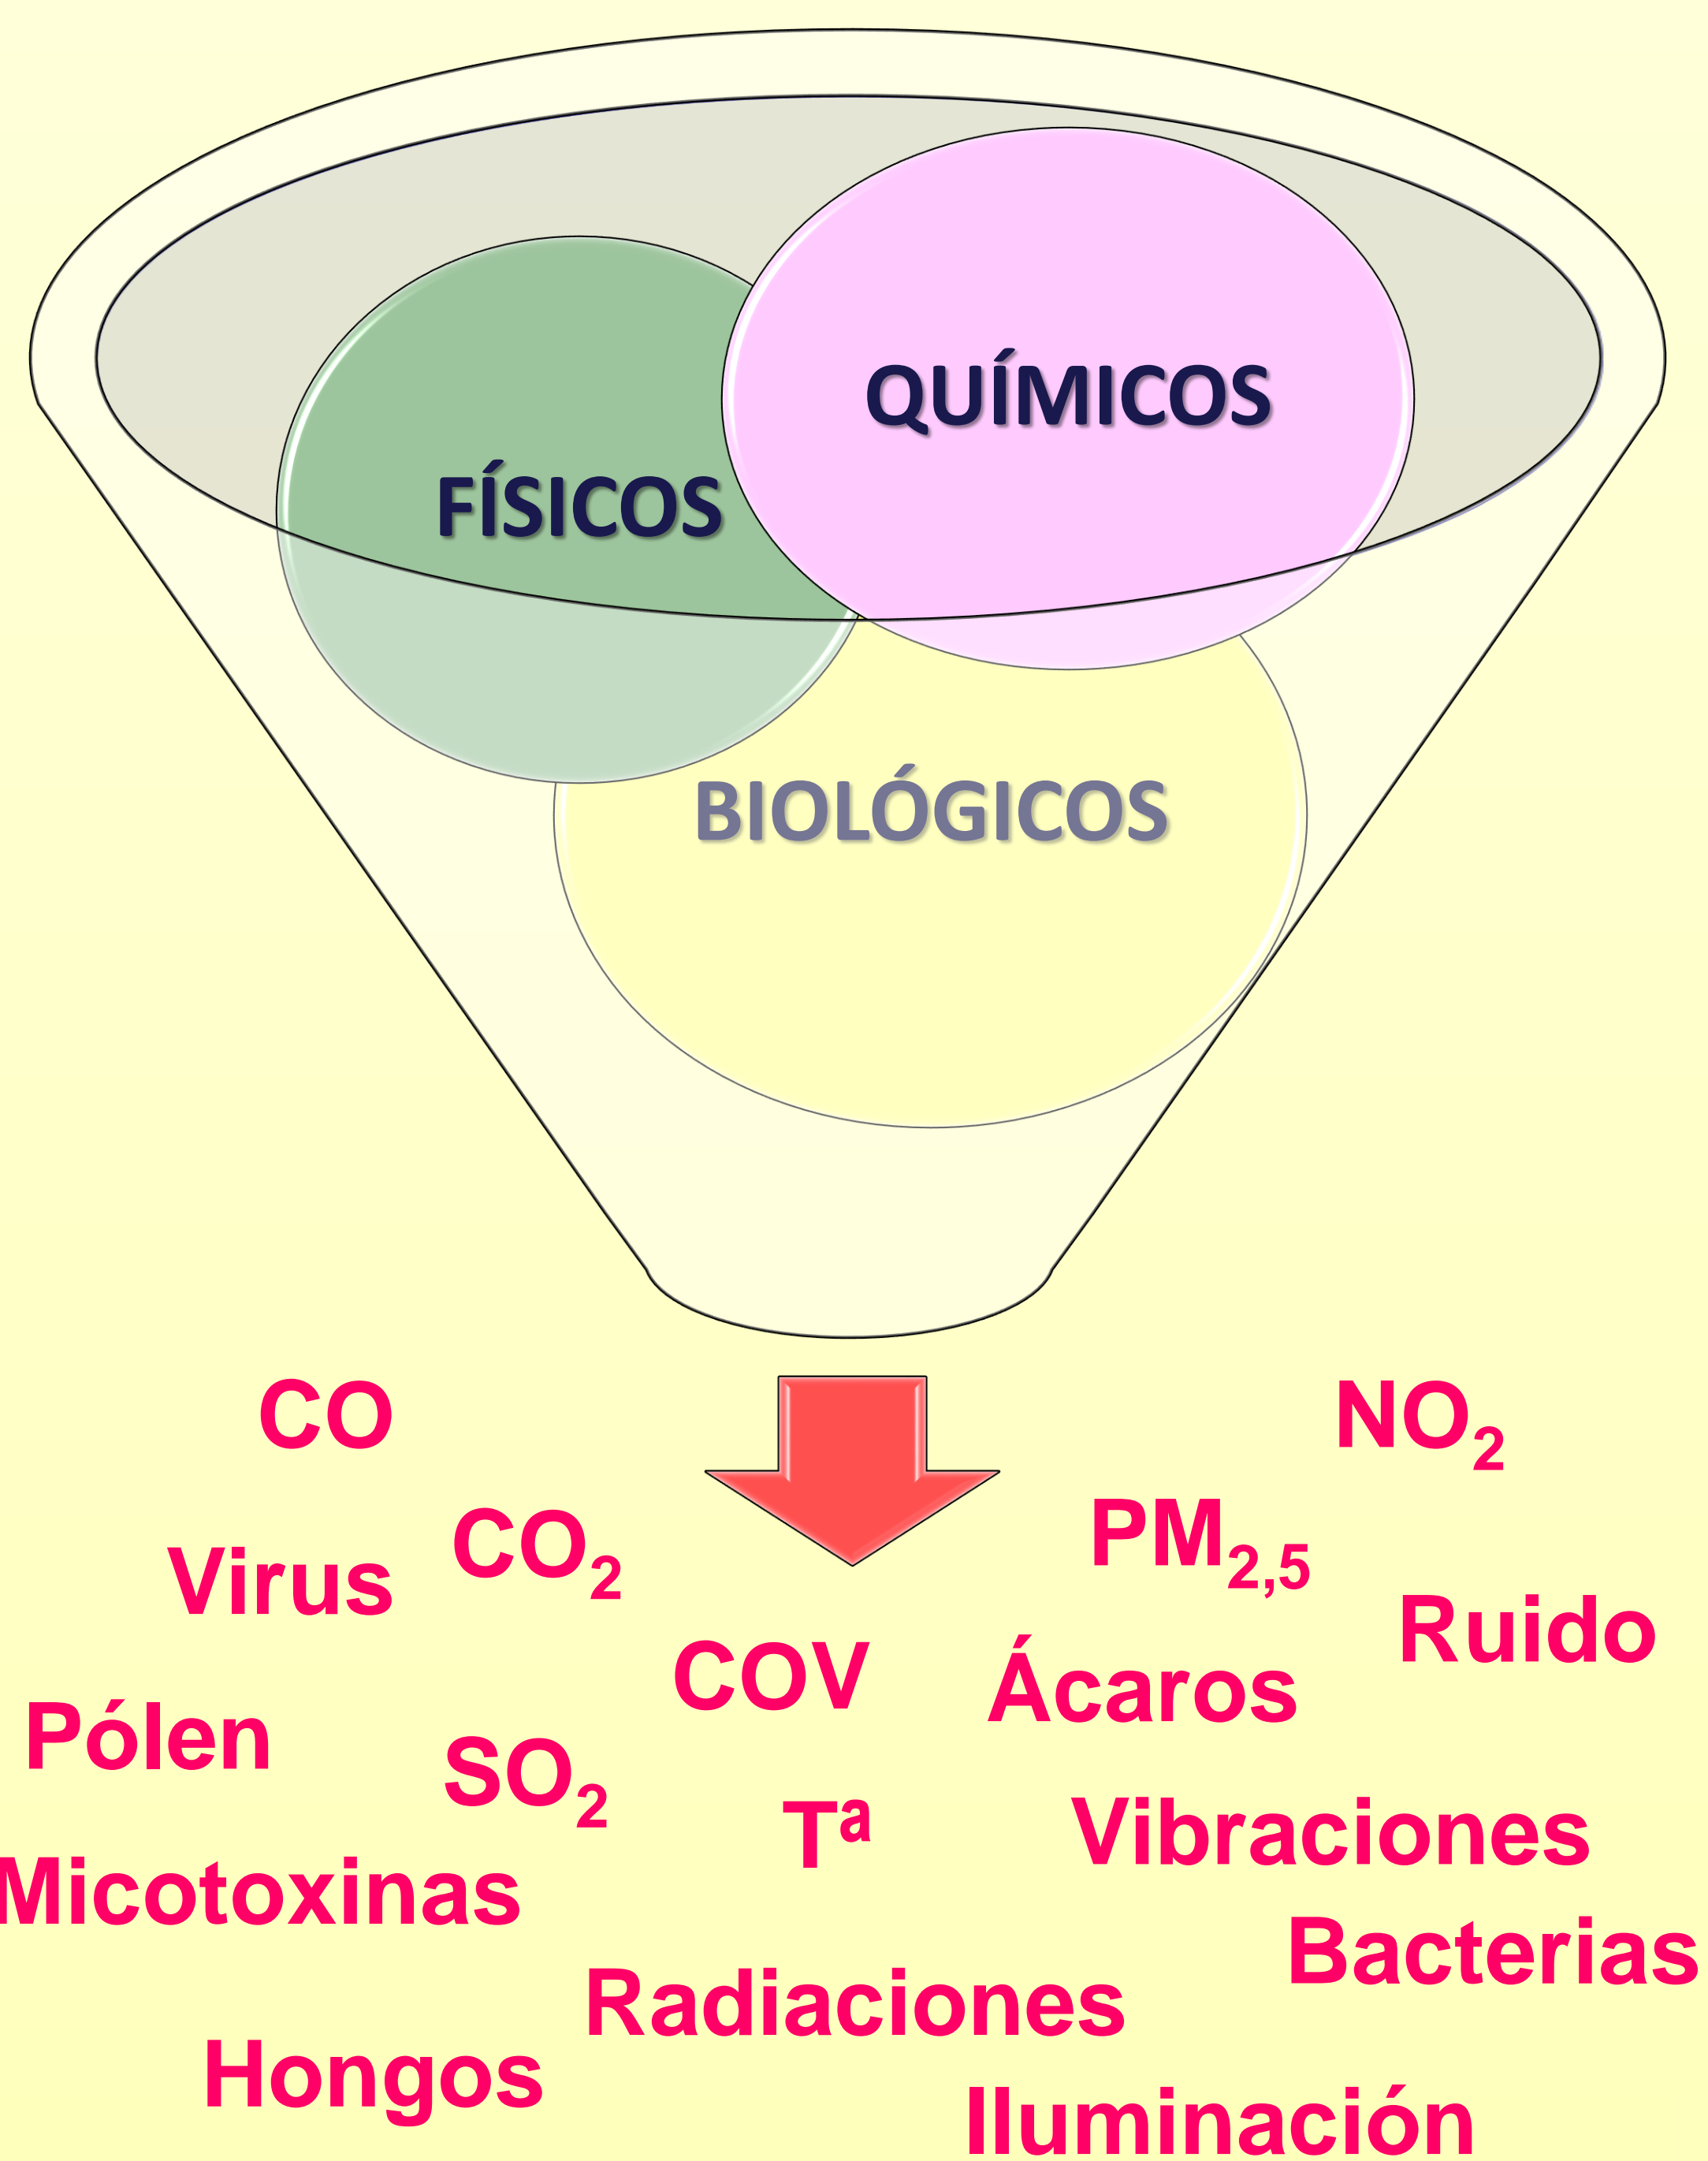 QUÍMICOS
FÍSICOS
BIOLÓGICOS
CO
NO₂
CO₂
PM₂,₅
Virus
Ruido
COV
Ácaros
Pólen
SO₂
Tª
Vibraciones
Micotoxinas
Bacterias
Radiaciones
Hongos
Iluminación